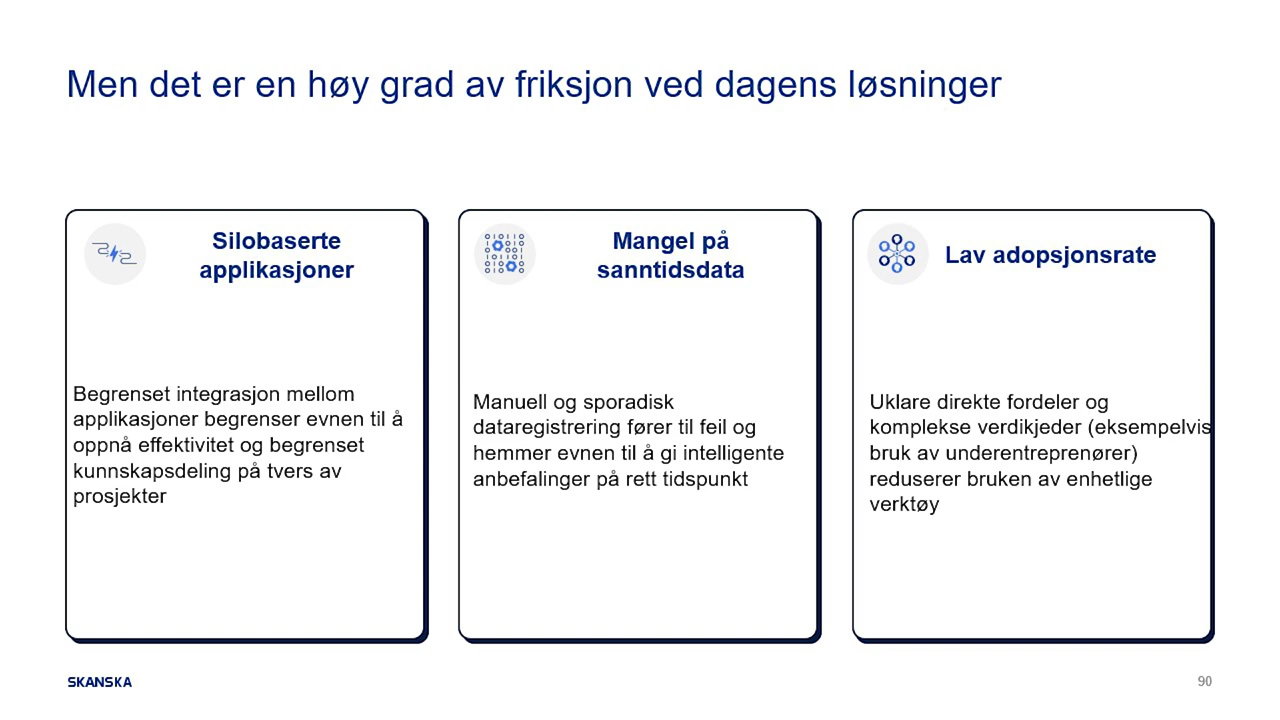 Men det er en høy grad av friksjon ved dagens løsninger
Silobaserte
applikasjoner
Begrenset integrasjon mellom
applikasjoner begrenser evnen til å
oppnå effektivitet og begrenset
kunnskapsdeling på tvers av
prosjekter
Mangel på
sanntidsdata
Manuell og sporadisk
dataregistrering fører til feil og
hemmer evnen til å gi intelligente
anbefalinger på rett tidspunkt
Lav adopsjonsrate
Uklare direkte fordeler og
komplekse verdikjeder (eksempelvis
bruk av underentreprenører)
reduserer bruken av enhetlige
verktøy
SKANSKA
90